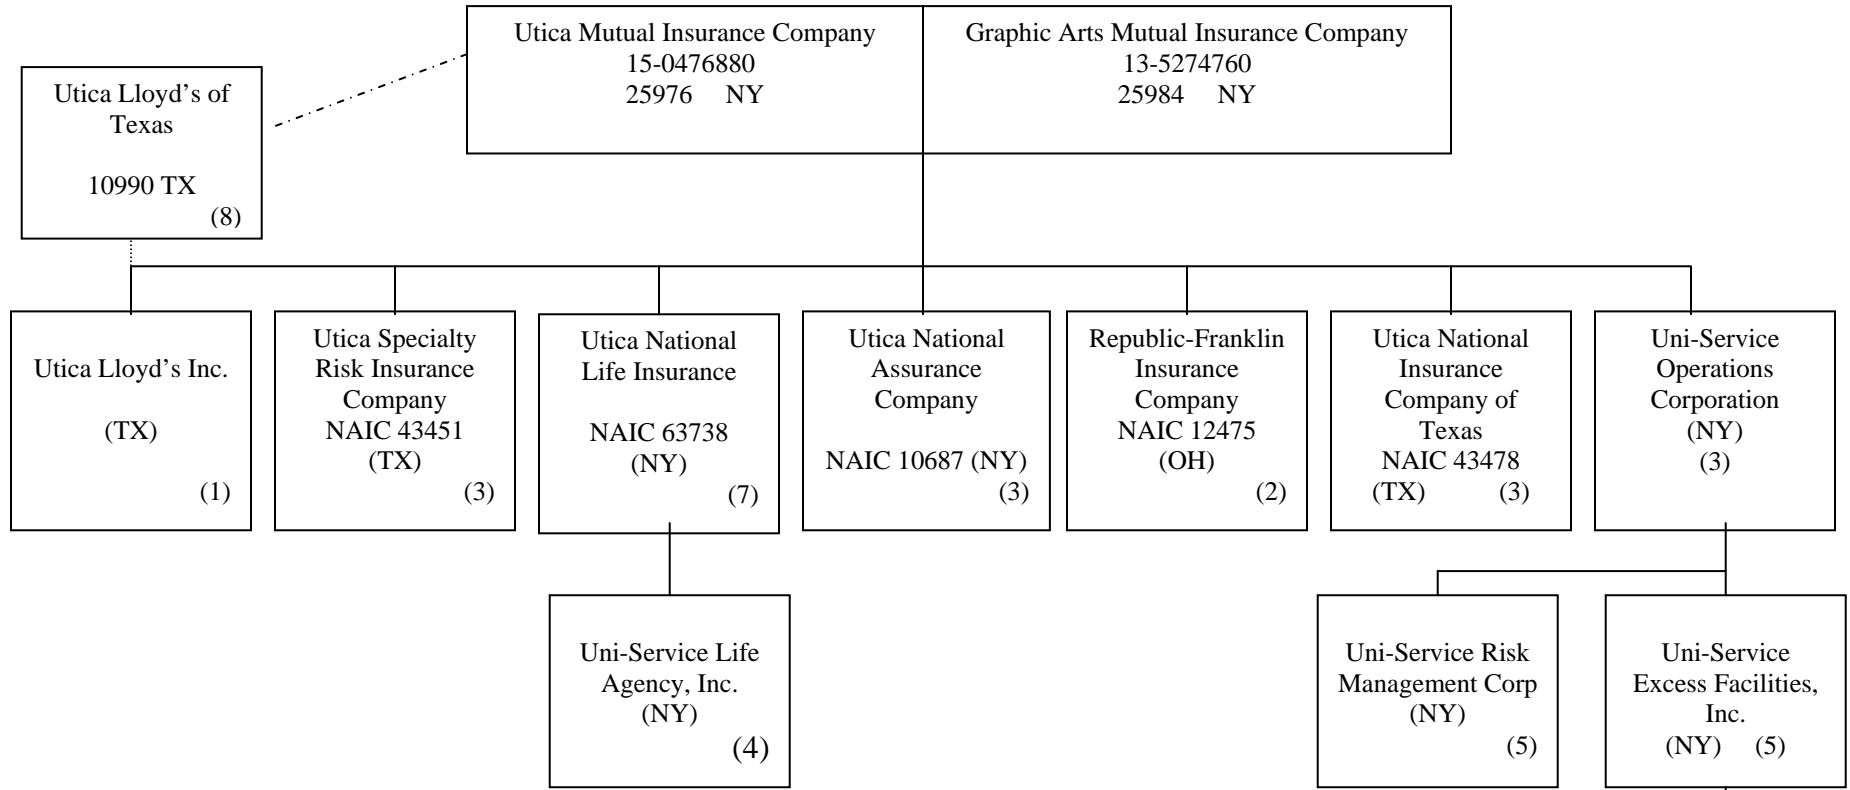 Utica Mutual Insurance Company
15-0476880
25976 NY
Graphic Arts Mutual Insurance Company
13-5274760
25984 NY
Utica Lloyd's of
Texas
10990 TX
(8)
Utica Lloyd's Inc.
(TX)
(1)
Utica Specialty
Risk Insurance
Company
NAIC 43451
(TX)
(3)
Utica National
Life Insurance
NAIC 63738
(NY)
(7)
Utica National
Assurance
Company
NAIC 10687 (NY)
(3)
Republic-Franklin
Insurance
Company
NAIC 12475
(OH)
(2)
Utica National
Insurance
Company of
Texas
NAIC 43478
(TX) (3)
Uni-Service
Operations
Corporation
(NY)
(3)
Uni-Service Life
Agency, Inc.
(NY)
(4)
Uni-Service Risk
Management Corp
(NY)
(5)
Uni-Service
Excess Facilities,
Inc.
(NY) (5)